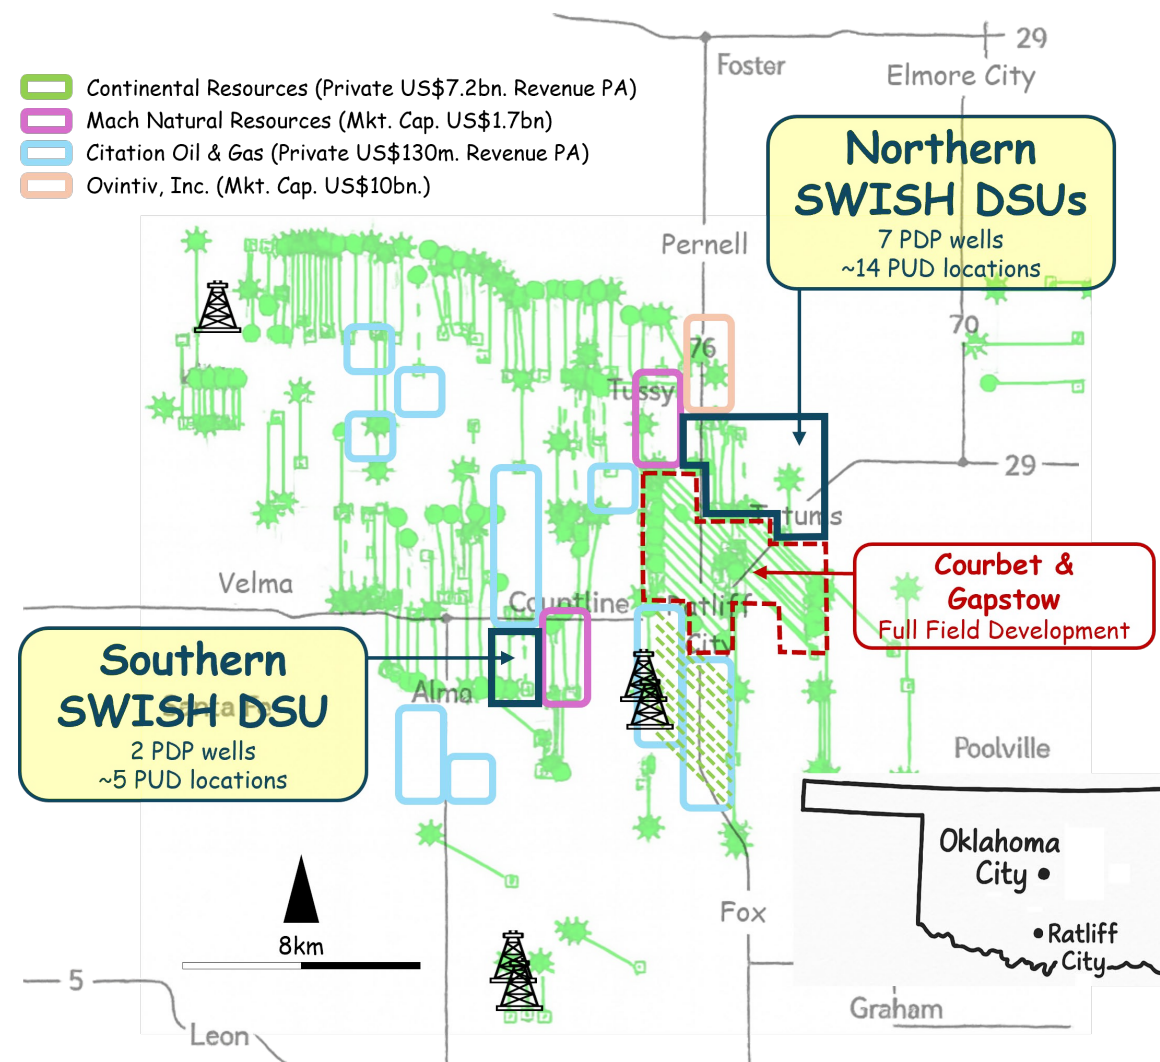 29
Foster
Elmore City
Continental Resources (Private US$7.2bn. Revenue PA)
Mach Natural Resources (Mkt. Cap. US$1.7bn)
Citation Oil & Gas (Private US$130m. Revenue PA)
Ovintiv, Inc. (Mkt. Cap. US$10bn.)
Northern
SWISH DSUs
7 PDP wells
~14 PUD locations
Pernell
70
76
Tussy
29
Tatums
Velma
Countline
Ratliff
City
Courbet &
Gapstow
Full Field Development
Southern
SWISH DSU
2 PDP wells
~5 PUD locations
Santa Fe
Alma
Poolville
Oklahoma
City
Ratliff
City
Fox
8km
5
Graham
Leon